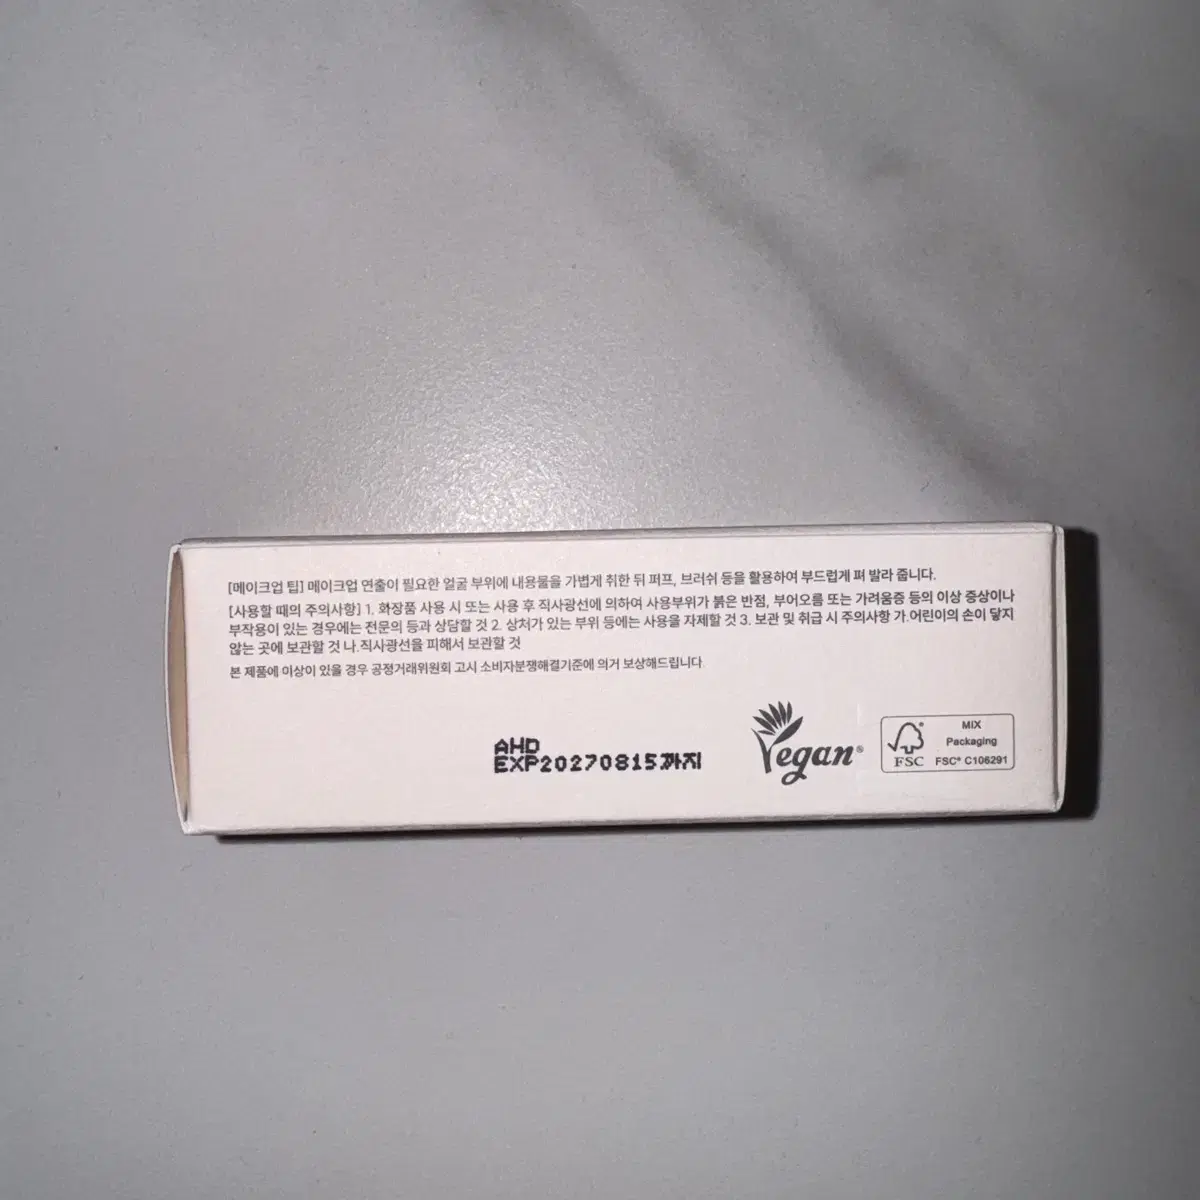 [메이크업 팁] 메이크업 연출이 필요한 얼굴 부위에 내용물을 가볍게 취한 뒤 퍼프, 브러쉬 등을 활용하여 부드럽게 펴 발라 줍니다.
[사용할 때의 주의사항] 1. 화장품 사용 시 또는 사용 후 직사광선에 의하여 사용부위가 붉은 반점, 부어오름 또는 가려움증 등의 이상 증상이나
부작용이 있는 경우에는 전문의 등과 상담할 것 2. 상처가 있는 부위 등에는 사용을 자제할 것 3. 보관 및 취급 시 주의사항 가.어린이의 손이 닿지
않는 곳에 보관할 것 나.직사광선을 피해서 보관할 것
본 제품에 이상이 있을 경우 공정거래위원회 고시 소비자분쟁해결기준에 의거 보상해드립니다.
AHD
EXP20270815까지
Vegan®
FSC
MIX
Packaging
FSC® C106291